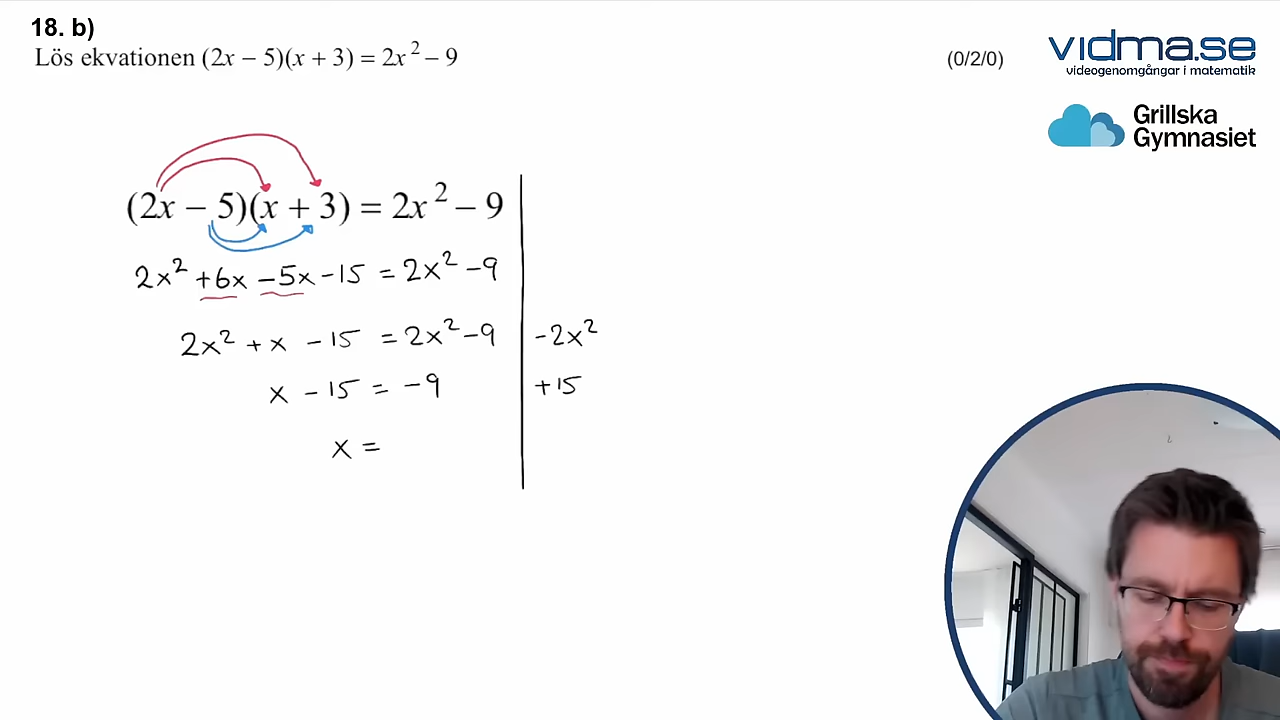 18. b)
Lös ekvationen (2x − 5)(x + 3) = 2x² − 9
(0/2/0)
vidma.se
videogenomgångar i matematik
Grillska
Gymnasiet
(2x − 5)(x + 3) = 2x² − 9
2x² +6x −5x −15 = 2x² −9
2x² + x − 15 = 2x² −9 | −2x²
x − 15 = −9 | +15
x =